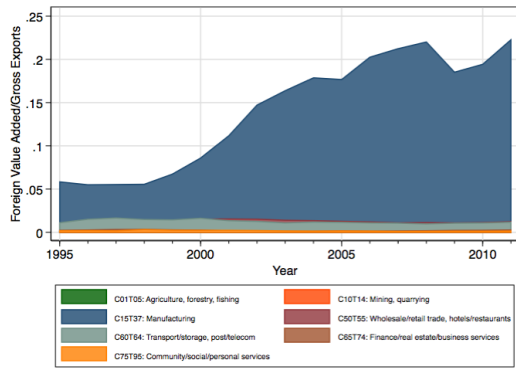 Foreign Value Added/Gross Exports
.25
.2
.15
.1
.05
0
1995
2000
2005
2010
Year
C01T05: Agriculture, forestry, fishing
C10T14: Mining, quarrying
C15T37: Manufacturing
C50T55: Wholesale/retail trade, hotels/restaurants
C60T64: Transport/storage, post/telecom
C65T74: Finance/real estate/business services
C75T95: Community/social/personal services